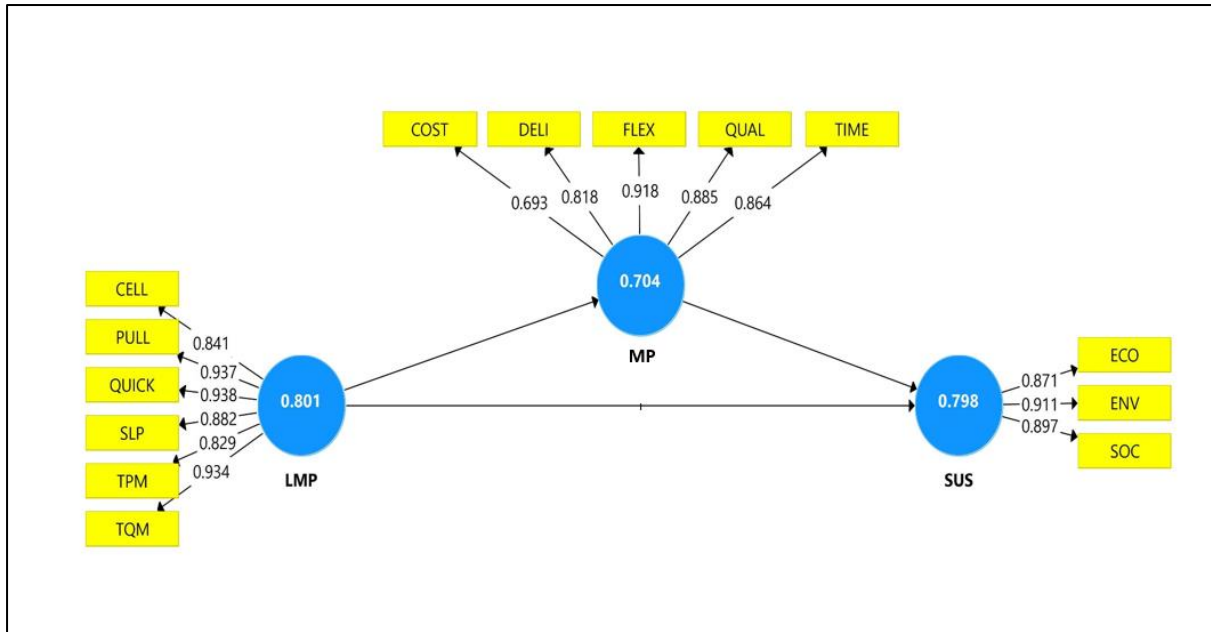 COST DELI FLEX QUAL TIME
0.693 0.818 0.918 0.885 0.864
0.704
MP
CELL
PULL
QUICK
SLP
TPM
TQM
0.841
0.937
0.938
0.882
0.829
0.934
0.801
LMP
0.798
SUS
0.871
0.911
0.897
ECO
ENV
SOC